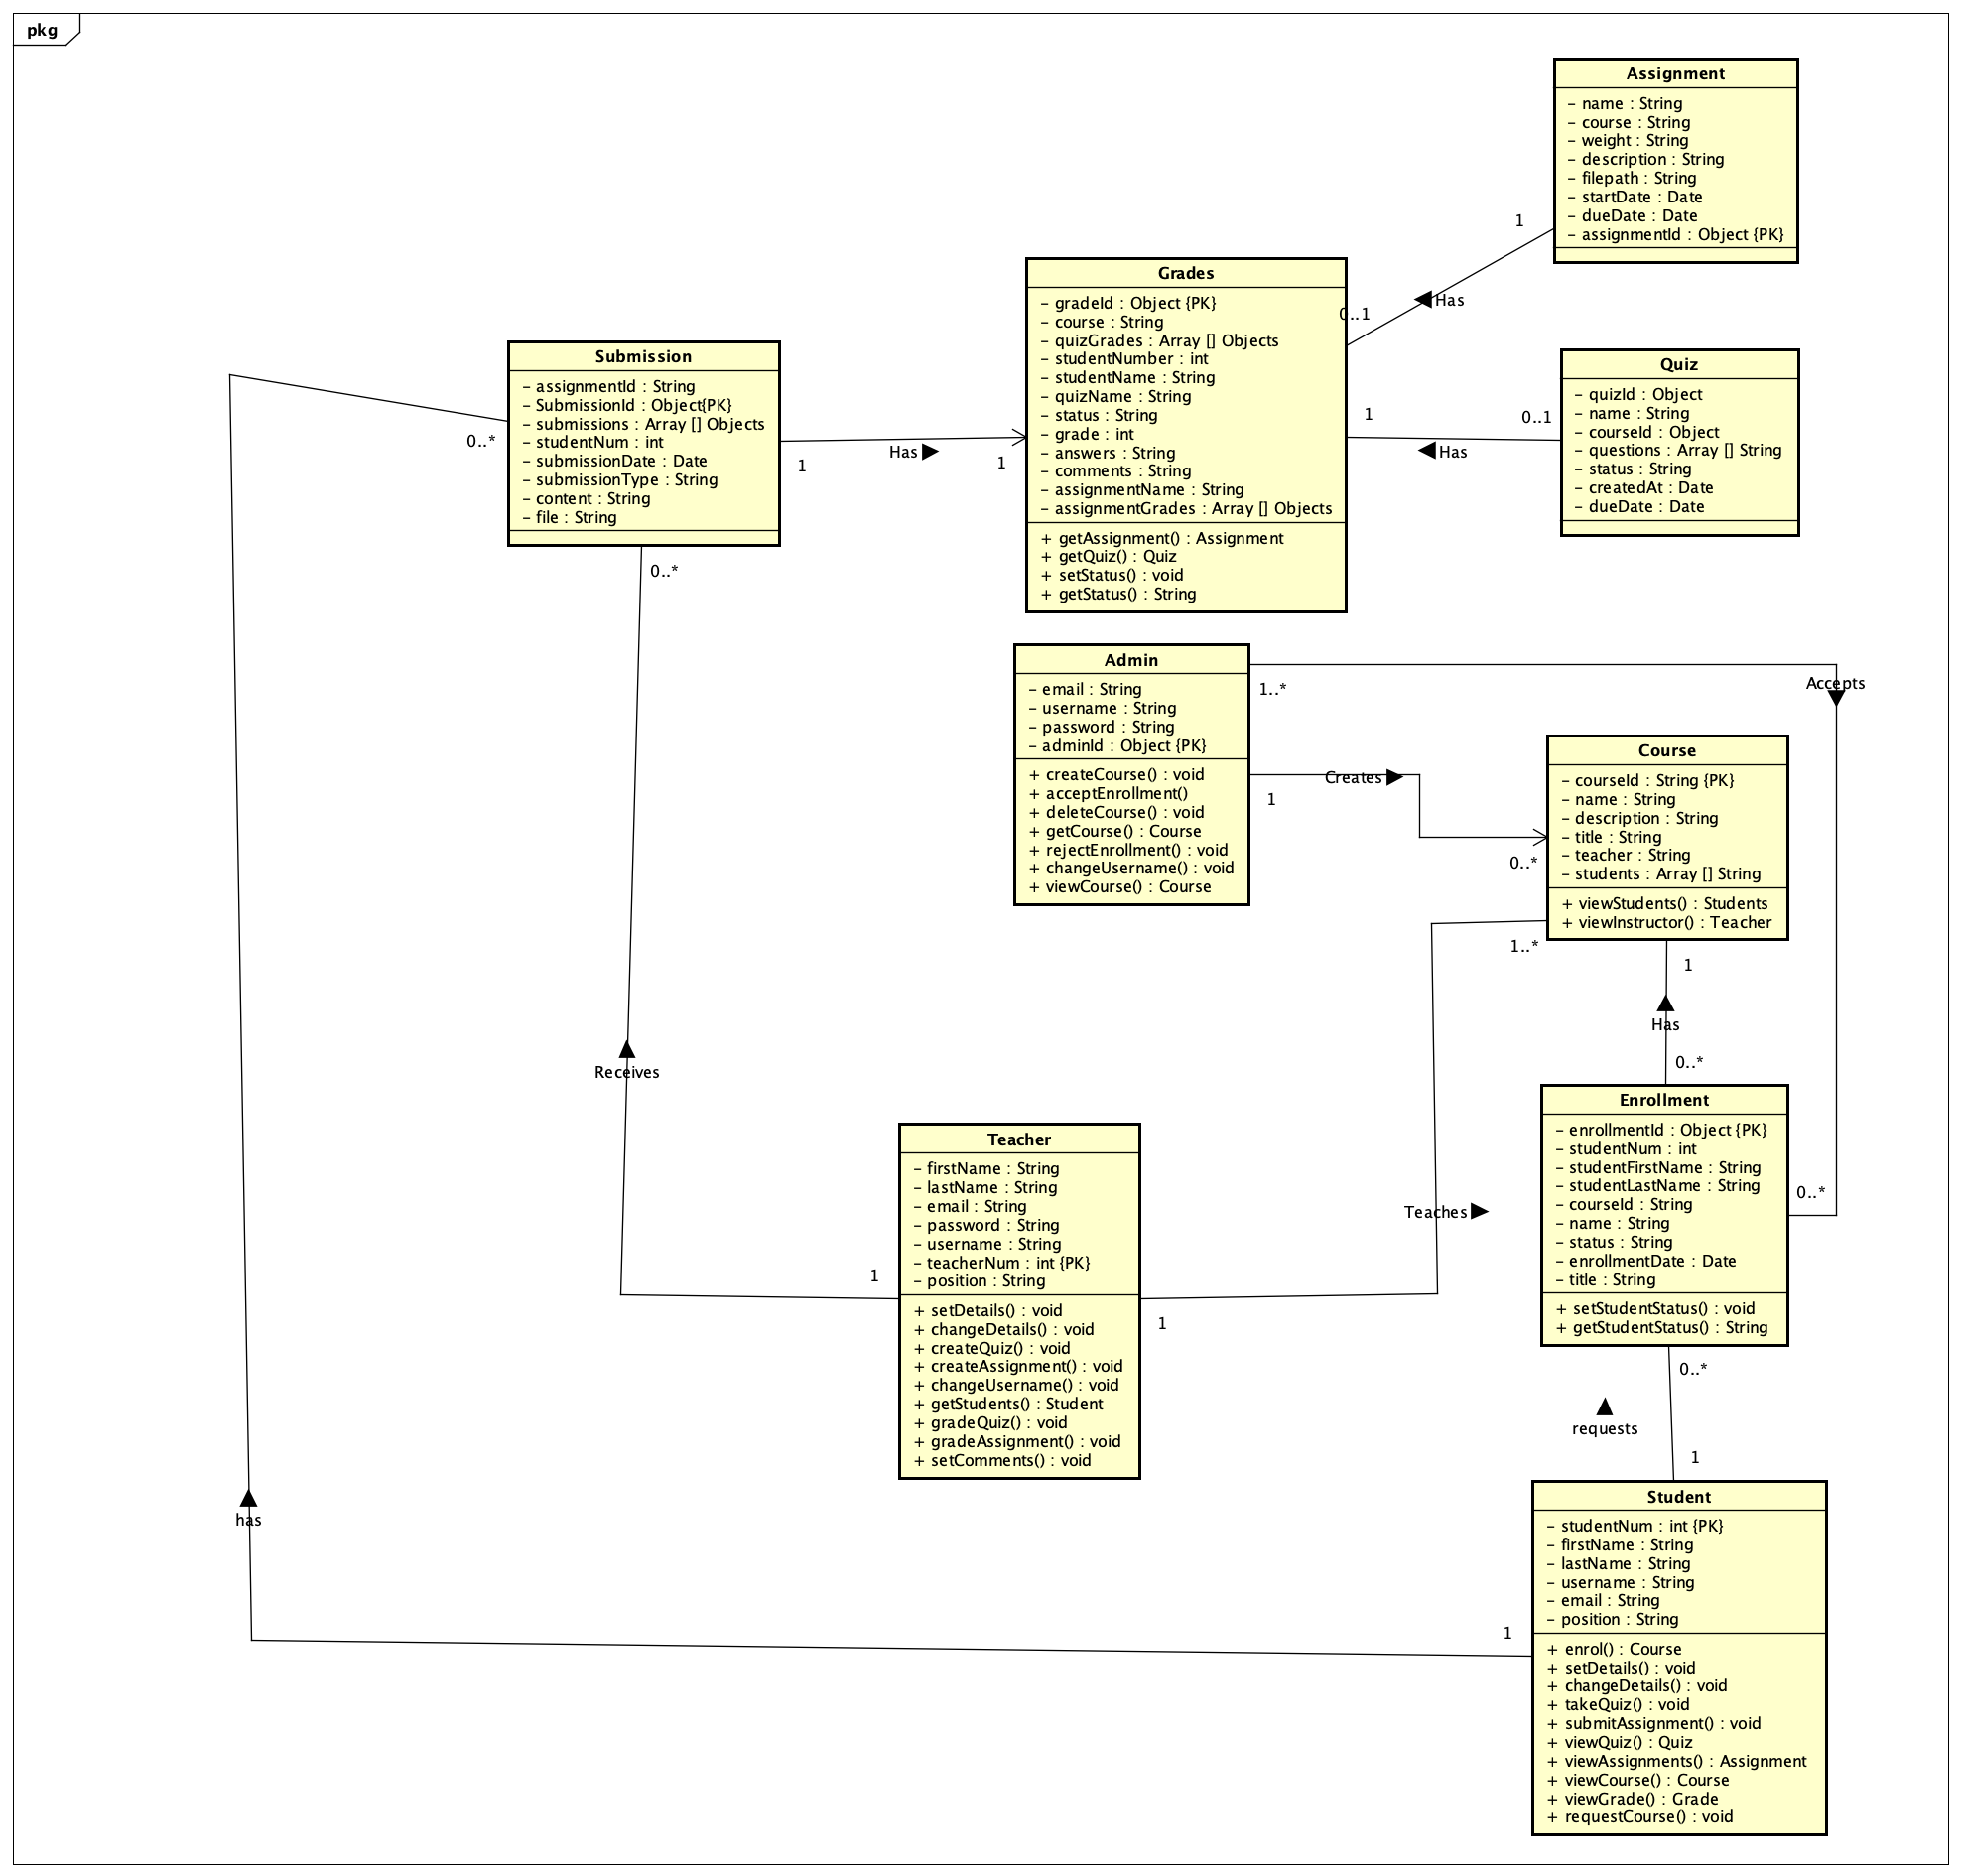 pkg
Assignment
– name : String
– course : String
– weight : String
– description : String
– filepath : String
– startDate : Date
– dueDate : Date
– assignmentId : Object {PK}
1
Has
0..1
Grades
– gradeId : Object {PK}
– course : String
– quizGrades : Array [] Objects
– studentNumber : int
– studentName : String
– quizName : String
– status : String
– grade : int
– answers : String
– comments : String
– assignmentName : String
– assignmentGrades : Array [] Objects
+ getAssignment() : Assignment
+ getQuiz() : Quiz
+ setStatus() : void
+ getStatus() : String
Quiz
– quizId : Object
– name : String
– courseId : Object
– questions : Array [] String
– status : String
– createdAt : Date
– dueDate : Date
1
0..1
Has
Submission
– assignmentId : String
– SubmissionId : Object{PK}
– submissions : Array [] Objects
– studentNum : int
– submissionDate : Date
– submissionType : String
– content : String
– file : String
0..*
1
Has
1
0..*
Admin
– email : String
– username : String
– password : String
– adminId : Object {PK}
+ createCourse() : void
+ acceptEnrollment()
+ deleteCourse() : void
+ getCourse() : Course
+ rejectEnrollment() : void
+ changeUsername() : void
+ viewCourse() : Course
1..*
Accepts
Creates
1
0..*
Course
– courseId : String {PK}
– name : String
– description : String
– title : String
– teacher : String
– students : Array [] String
+ viewStudents() : Students
+ viewInstructor() : Teacher
1..*
1
Has
0..*
Receives
Enrollment
– enrollmentId : Object {PK}
– studentNum : int
– studentFirstName : String
– studentLastName : String
– courseId : String
– name : String
– status : String
– enrollmentDate : Date
– title : String
+ setStudentStatus() : void
+ getStudentStatus() : String
0..*
Teacher
– firstName : String
– lastName : String
– email : String
– password : String
– username : String
– teacherNum : int {PK}
– position : String
+ setDetails() : void
+ changeDetails() : void
+ createQuiz() : void
+ createAssignment() : void
+ changeUsername() : void
+ getStudents() : Student
+ gradeQuiz() : void
+ gradeAssignment() : void
+ setComments() : void
Teaches
1
1
0..*
requests
1
has
1
Student
– studentNum : int {PK}
– firstName : String
– lastName : String
– username : String
– email : String
– position : String
+ enrol() : Course
+ setDetails() : void
+ changeDetails() : void
+ takeQuiz() : void
+ submitAssignment() : void
+ viewQuiz() : Quiz
+ viewAssignments() : Assignment
+ viewCourse() : Course
+ viewGrade() : Grade
+ requestCourse() : void